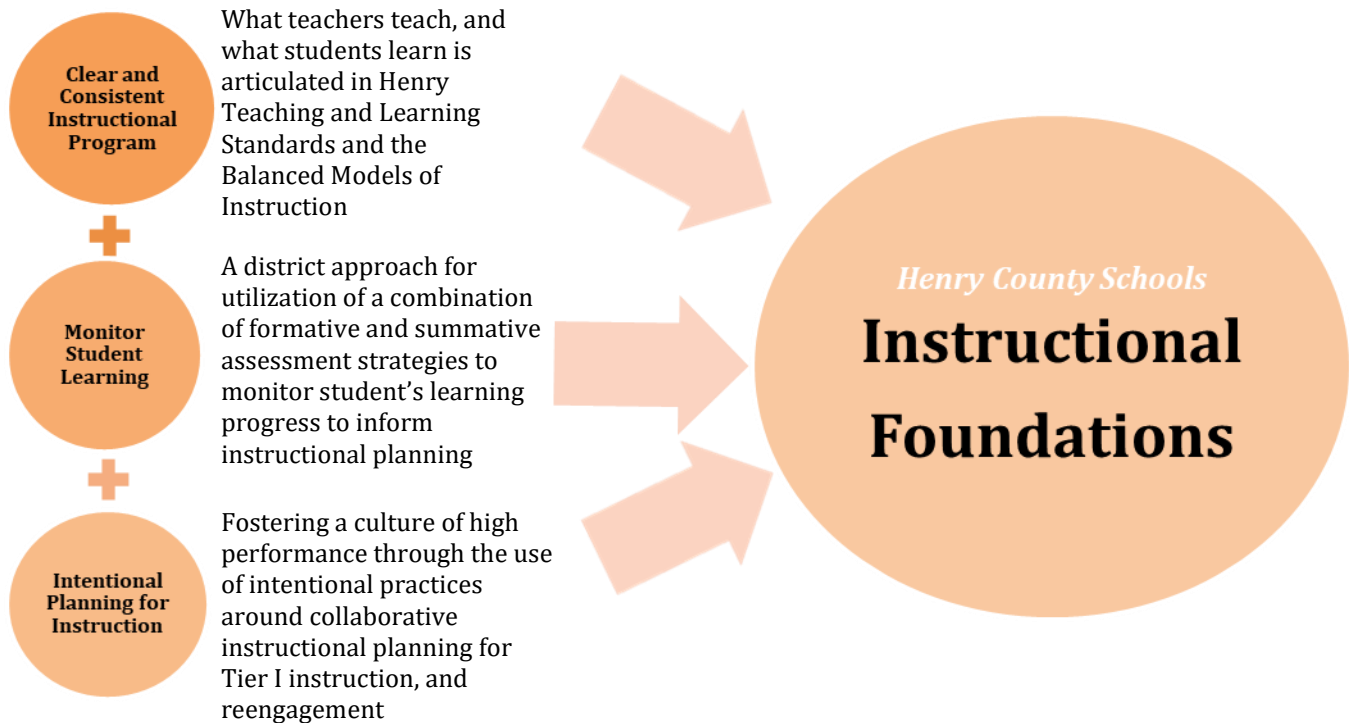 Clear and
Consistent
Instructional
Program
What teachers teach, and
what students learn is
articulated in Henry
Teaching and Learning
Standards and the
Balanced Models of
Instruction
Monitor
Student
Learning
A district approach for
utilization of a combination
of formative and summative
assessment strategies to
monitor student’s learning
progress to inform
instructional planning
Intentional
Planning for
Instruction
Fostering a culture of high
performance through the use
of intentional practices
around collaborative
instructional planning for
Tier I instruction, and
reengagement
Henry County Schools
Instructional
Foundations